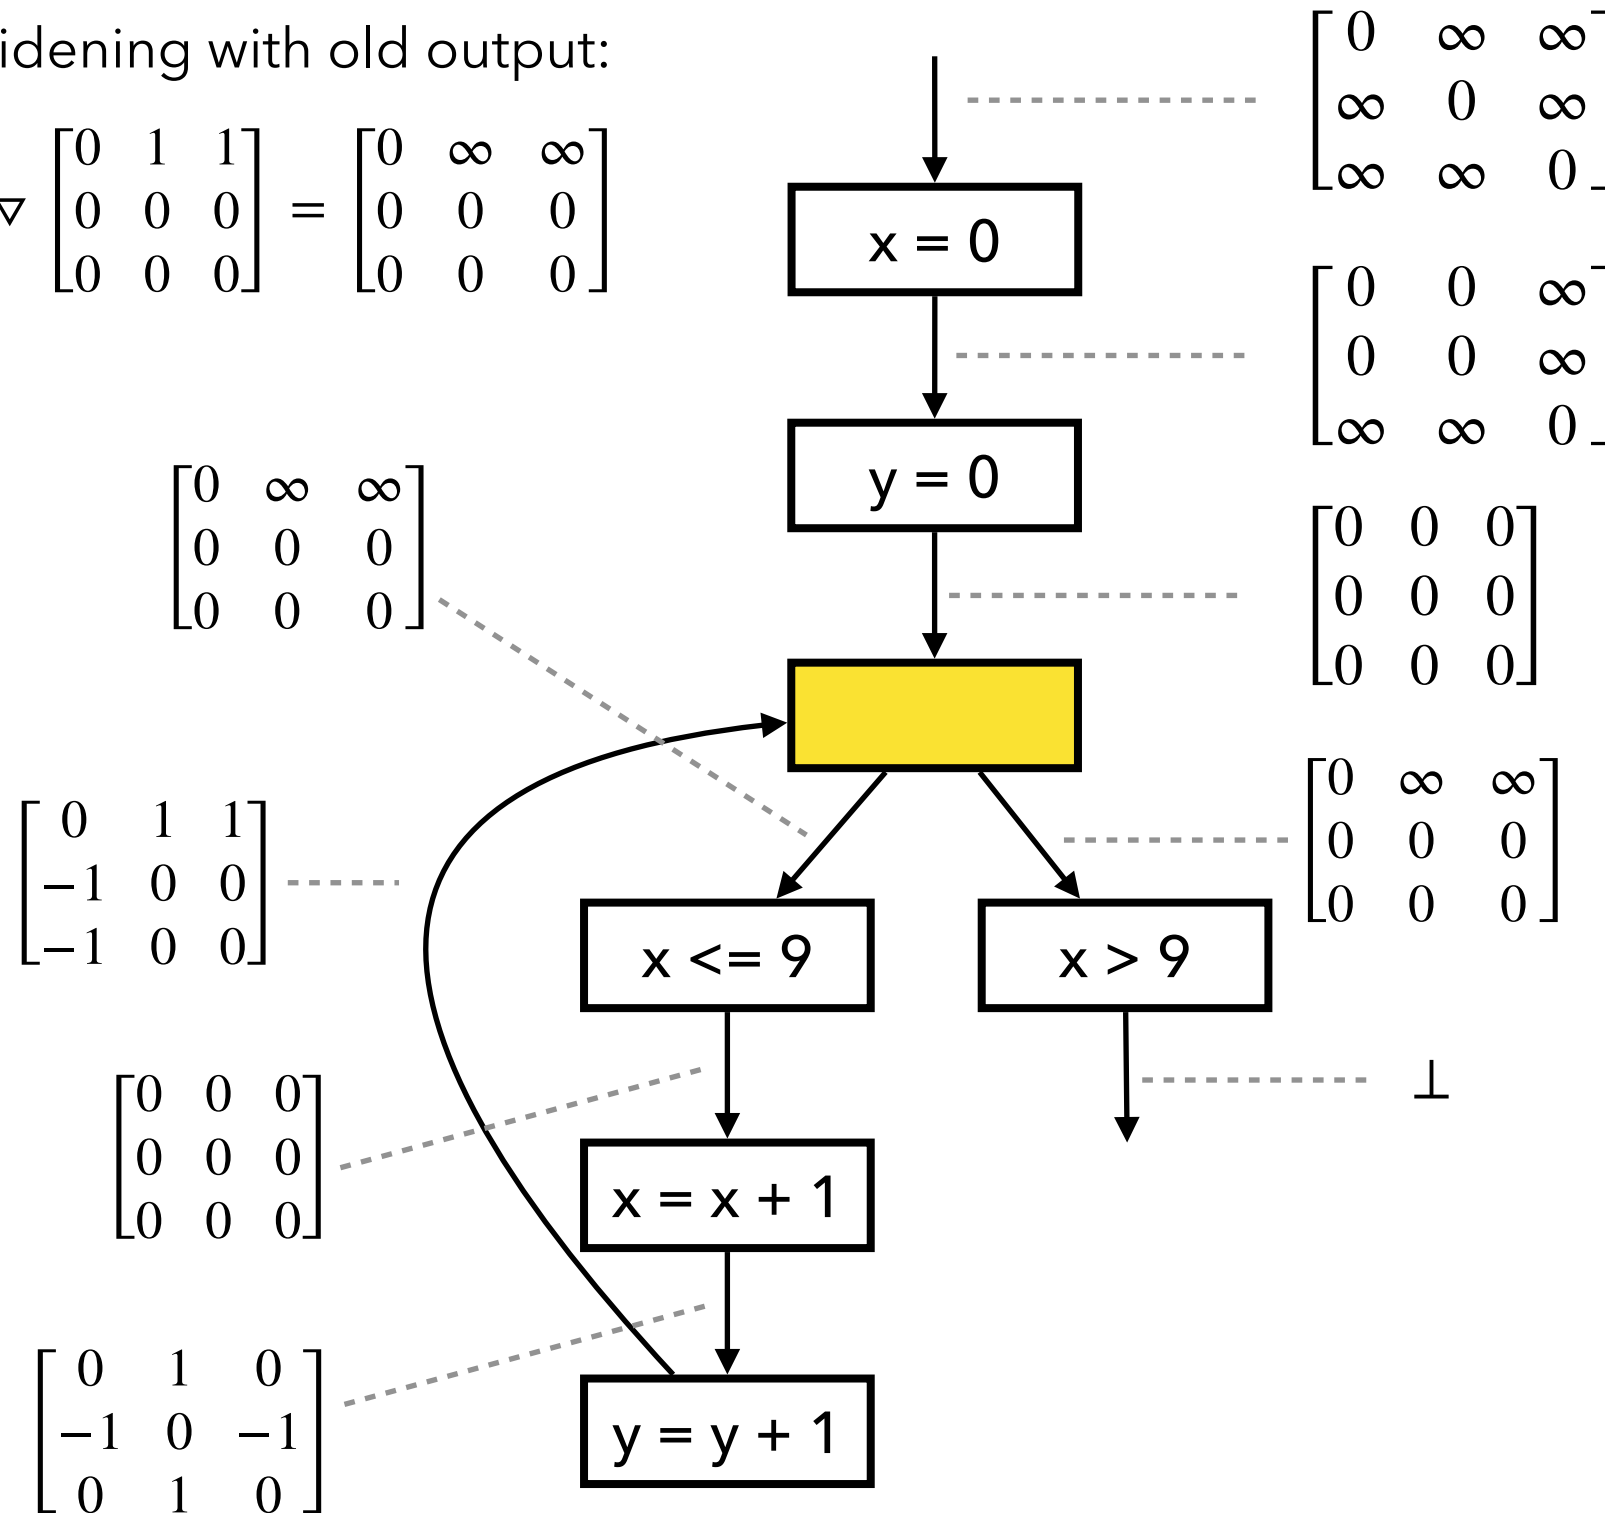 idening with old output:
▽ [0 1 1] = [0 ∞ ∞]
[0 0 0] [0 0 0]
[0 0 0] [0 0 0]
[0 ∞ ∞
∞ 0 ∞
∞ ∞ 0
x = 0
[0 0 ∞
0 0 ∞
∞ ∞ 0
y = 0
[0 0 0]
[0 0 0]
[0 0 0]
[0 ∞ ∞]
[0 0 0]
[0 0 0]
[0 ∞ ∞]
[0 0 0]
[0 0 0]
[0 1 1]
[−1 0 0]
[−1 0 0]
x <= 9
x > 9
⊥
[0 0 0]
[0 0 0]
[0 0 0]
x = x + 1
[0 1 0]
[−1 0 −1]
[0 1 0]
y = y + 1